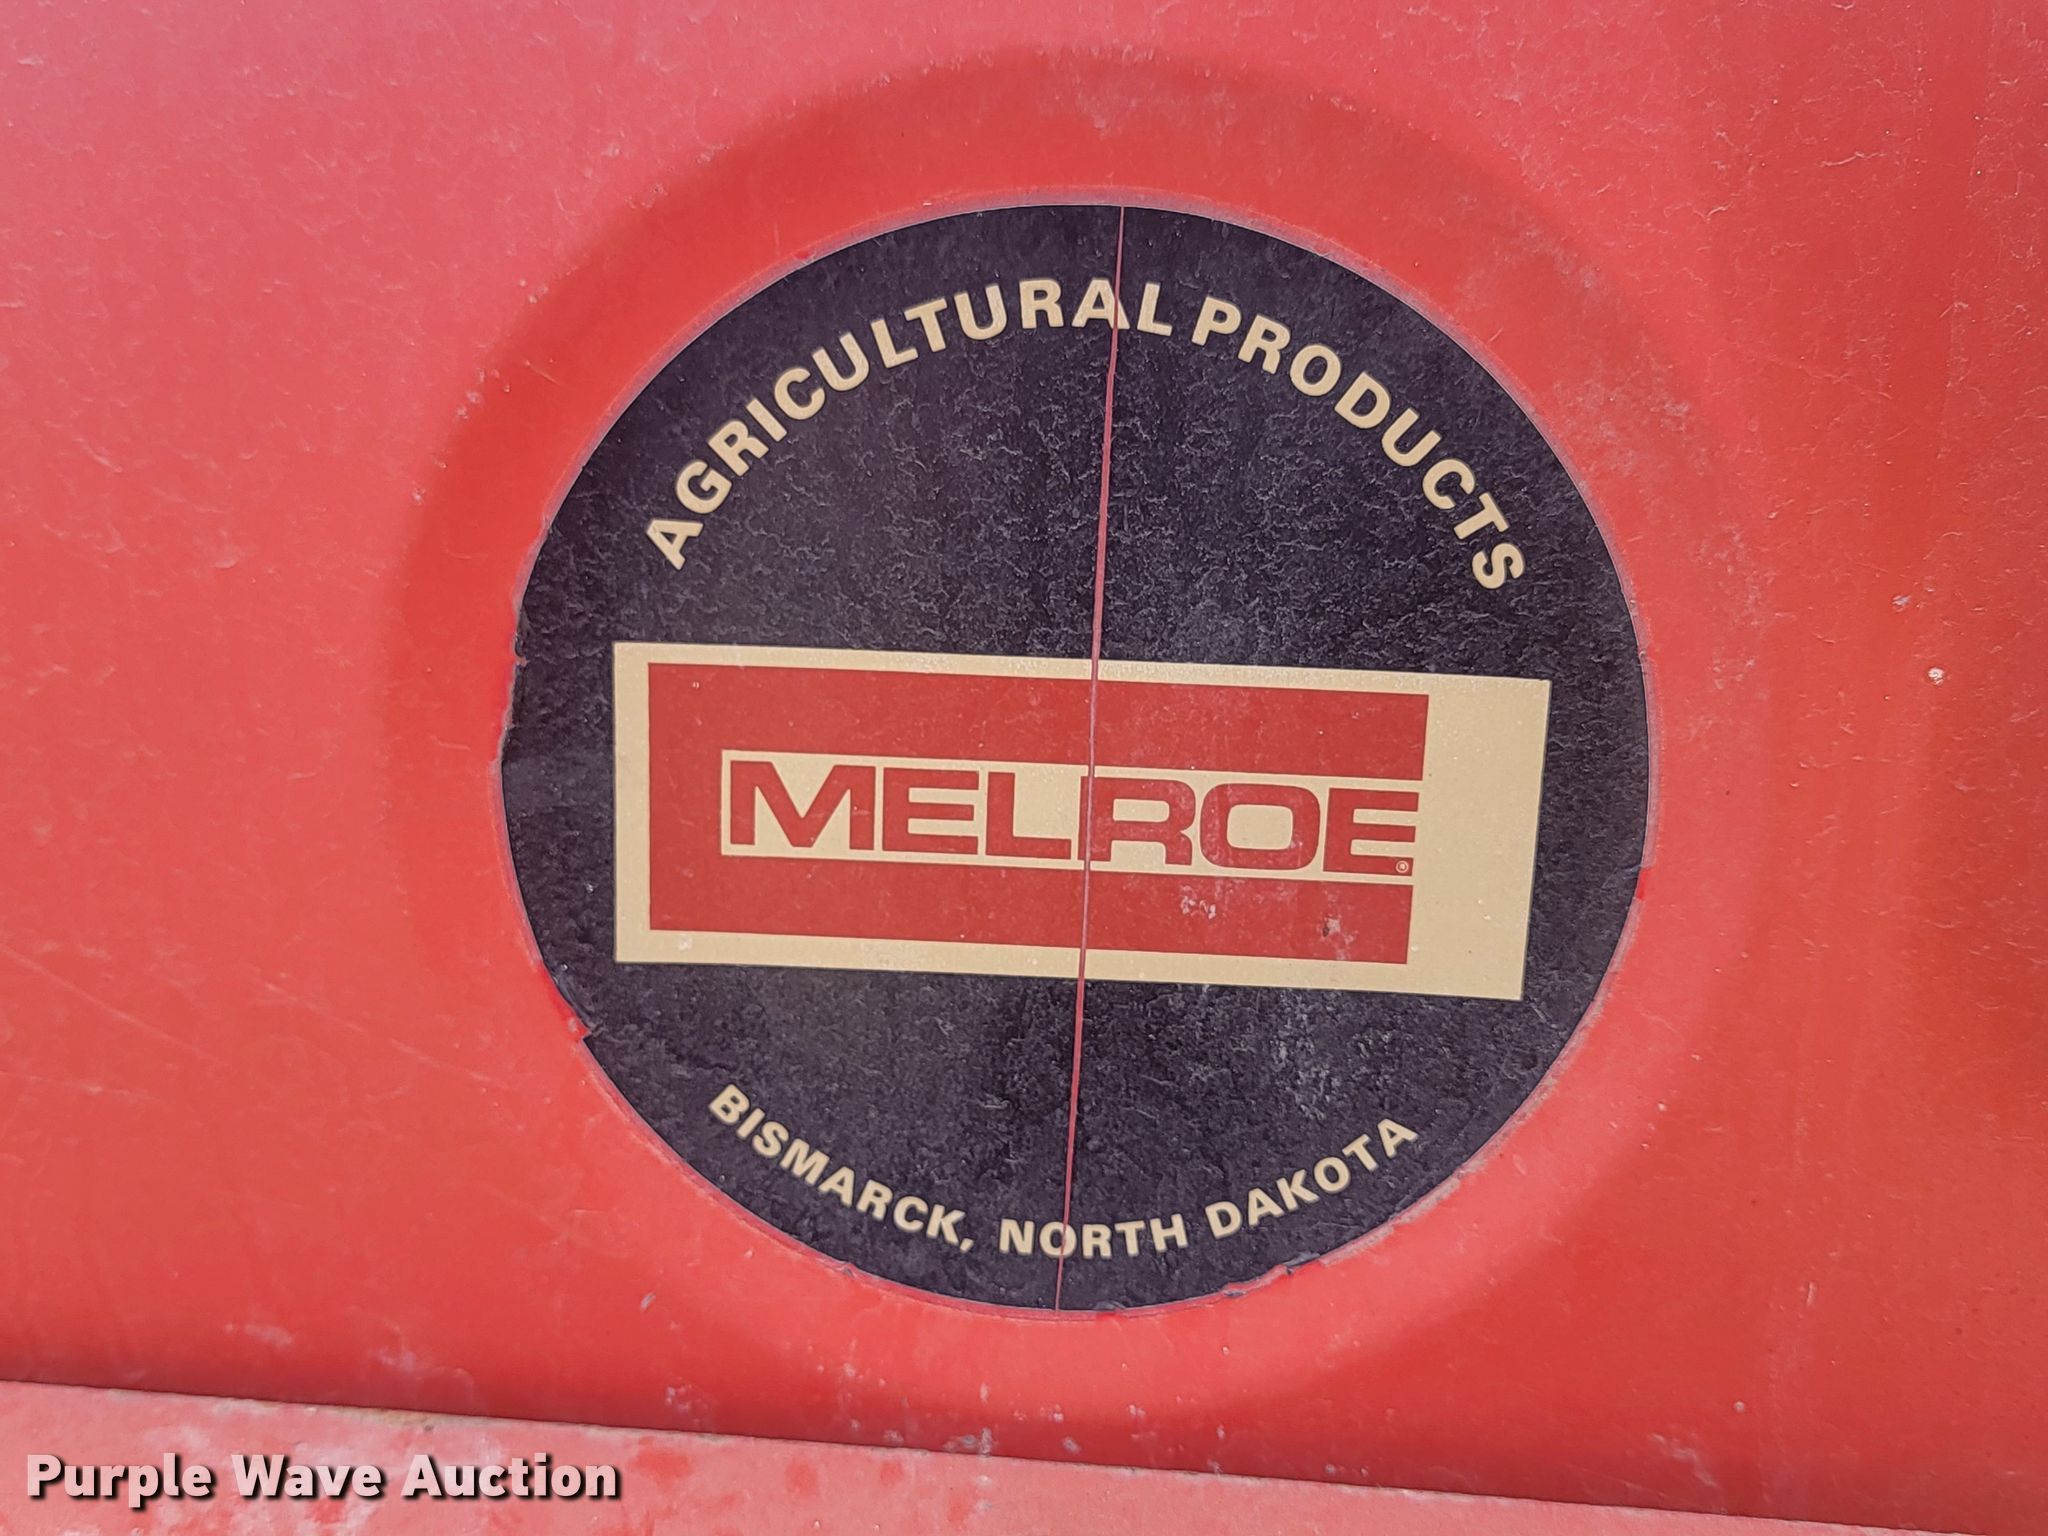 AGRICULTURAL PRODUCTS
MELROE®
BISMARCK, NORTH DAKOTA
Purple Wave Auction